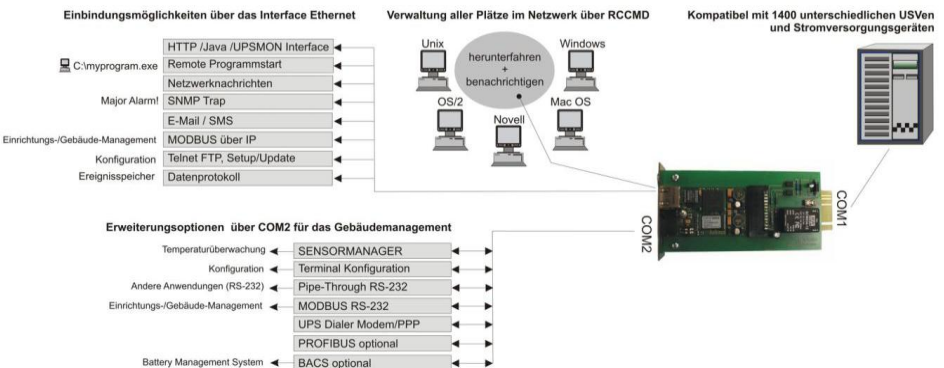 Einbindungsmöglichkeiten über das Interface Ethernet
HTTP /Java /UPSMON Interface
C:\myprogram.exe
Remote Programmstart
Netzwerknachrichten
Major Alarm!
SNMP Trap
E-Mail / SMS
Einrichtungs-/Gebäude-Management
MODBUS über IP
Konfiguration
Telnet FTP, Setup/Update
Ereignisspeicher
Datenprotokoll
Verwaltung aller Plätze im Netzwerk über RCCMD
Unix
Windows
herunterfahren
+
benachrichtigen
OS/2
Mac OS
Novell
Kompatibel mit 1400 unterschiedlichen USVen
und Stromversorgungsgeräten
COM1
COM2
Erweiterungsoptionen über COM2 für das Gebäudemanagement
Temperaturüberwachung
SENSORMANAGER
Konfiguration
Terminal Konfiguration
Andere Anwendungen (RS-232)
Pipe-Through RS-232
Einrichtungs-/Gebäude-Management
MODBUS RS-232
UPS Dialer Modem/PPP
PROFIBUS optional
Battery Management System
BACS optional